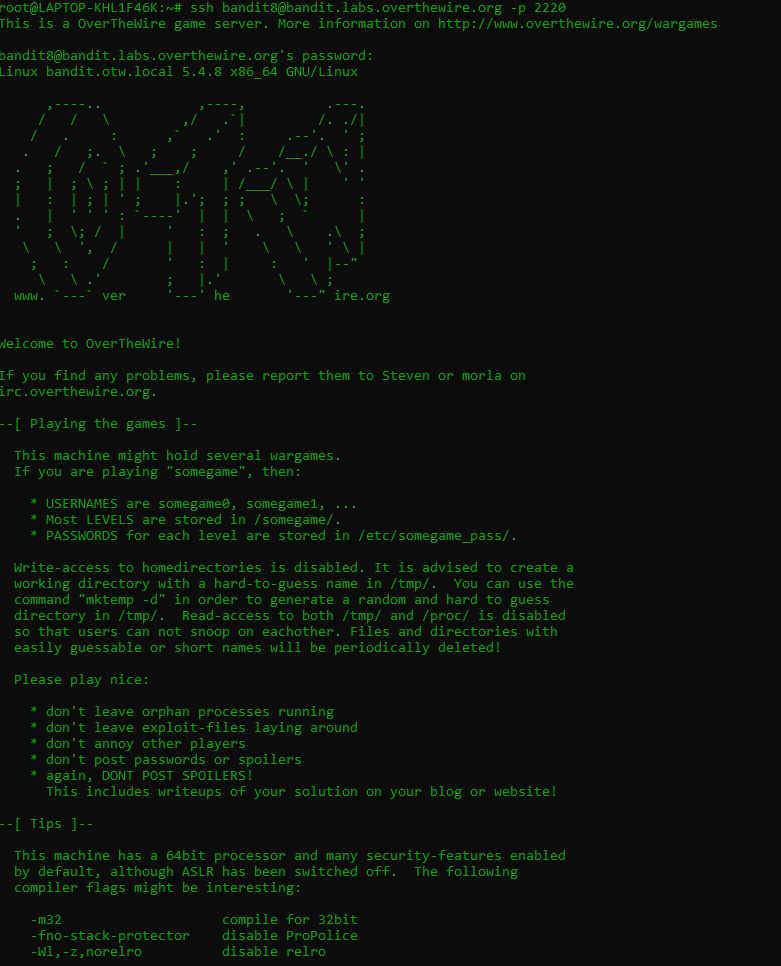 root@LAPTOP-KHL1F46K:~# ssh bandit8@bandit.labs.overthewire.org -p 2220
This is a OverTheWire game server. More information on http://www.overthewire.org/wargames

bandit8@bandit.labs.overthewire.org's password:
Linux bandit.otw.local 5.4.8 x86_64 GNU/Linux

      ,----..            ,----,          .---.
     /   /   \         ,/   .`|         /. ./|
    /   .     :      ,`   .'  :     .--'.  ' ;
   .   /   ;.  \   ;    ;     /    /__./ \ : |
  .   ;   /  ` ; .'___,/    ,' .--'.  '   \' .
  ;   |  ; \ ; | |    :     | /___/ \ |    ' '
  |   :  | ; | ' ;    |.';  ; ;   \  \;      :
  .   |  ' ' ' : `----'  |  |  \   ;  `      |
  '   ;  \; /  |     '   :  ;   .   \    .\  ;
   \   \  ',  /      |   |  '    \   \   ' \ |
    ;   :    /       '   :  |     :   '  |--"
     \   \ .'        ;   |.'       \   \ ;
  www. `---` ver     '---' he       '---" ire.org

Welcome to OverTheWire!

If you find any problems, please report them to Steven or morla on
irc.overthewire.org.

--[ Playing the games ]--

  This machine might hold several wargames.
  If you are playing "somegame", then:

    * USERNAMES are somegame0, somegame1, ...
    * Most LEVELS are stored in /somegame/.
    * PASSWORDS for each level are stored in /etc/somegame_pass/.

  Write-access to homedirectories is disabled. It is advised to create a
  working directory with a hard-to-guess name in /tmp/.  You can use the
  command "mktemp -d" in order to generate a random and hard to guess
  directory in /tmp/.  Read-access to both /tmp/ and /proc/ is disabled
  so that users can not snoop on eachother. Files and directories with
  easily guessable or short names will be periodically deleted!

  Please play nice:

    * don't leave orphan processes running
    * don't leave exploit-files laying around
    * don't annoy other players
    * don't post passwords or spoilers
    * again, DONT POST SPOILERS!
      This includes writeups of your solution on your blog or website!

--[ Tips ]--

  This machine has a 64bit processor and many security-features enabled
  by default, although ASLR has been switched off.  The following
  compiler flags might be interesting:

    -m32                    compile for 32bit
    -fno-stack-protector    disable ProPolice
    -Wl,-z,norelro          disable relro